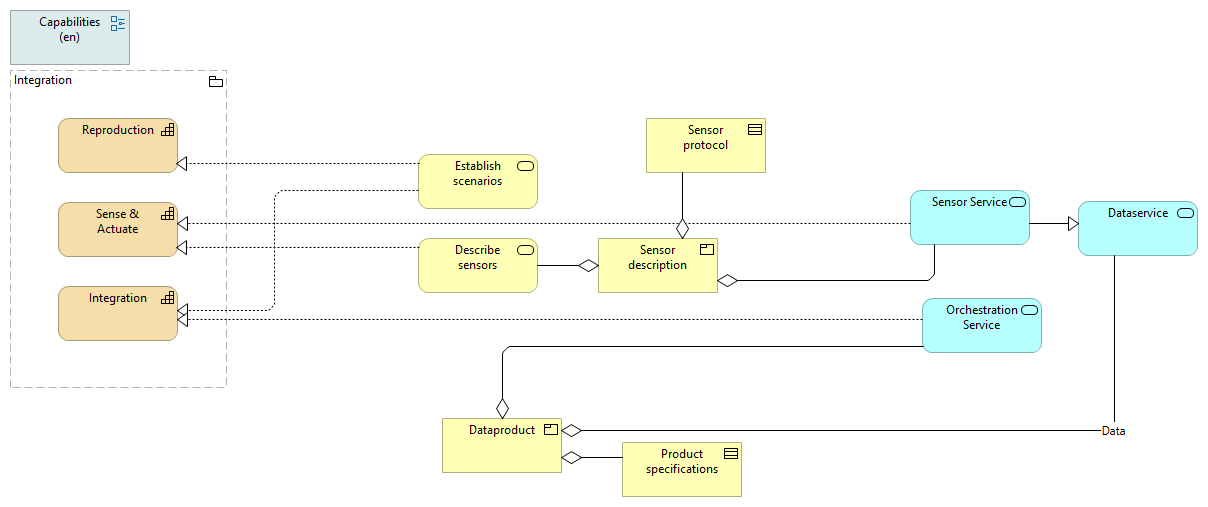 Capabilities
(en)
Integration
Reproduction
Sense &
Actuate
Integration
Establish
scenarios
Describe
sensors
Sensor
protocol
Sensor
description
Sensor Service
Dataservice
Orchestration
Service
Dataproduct
Data
Product
specifications